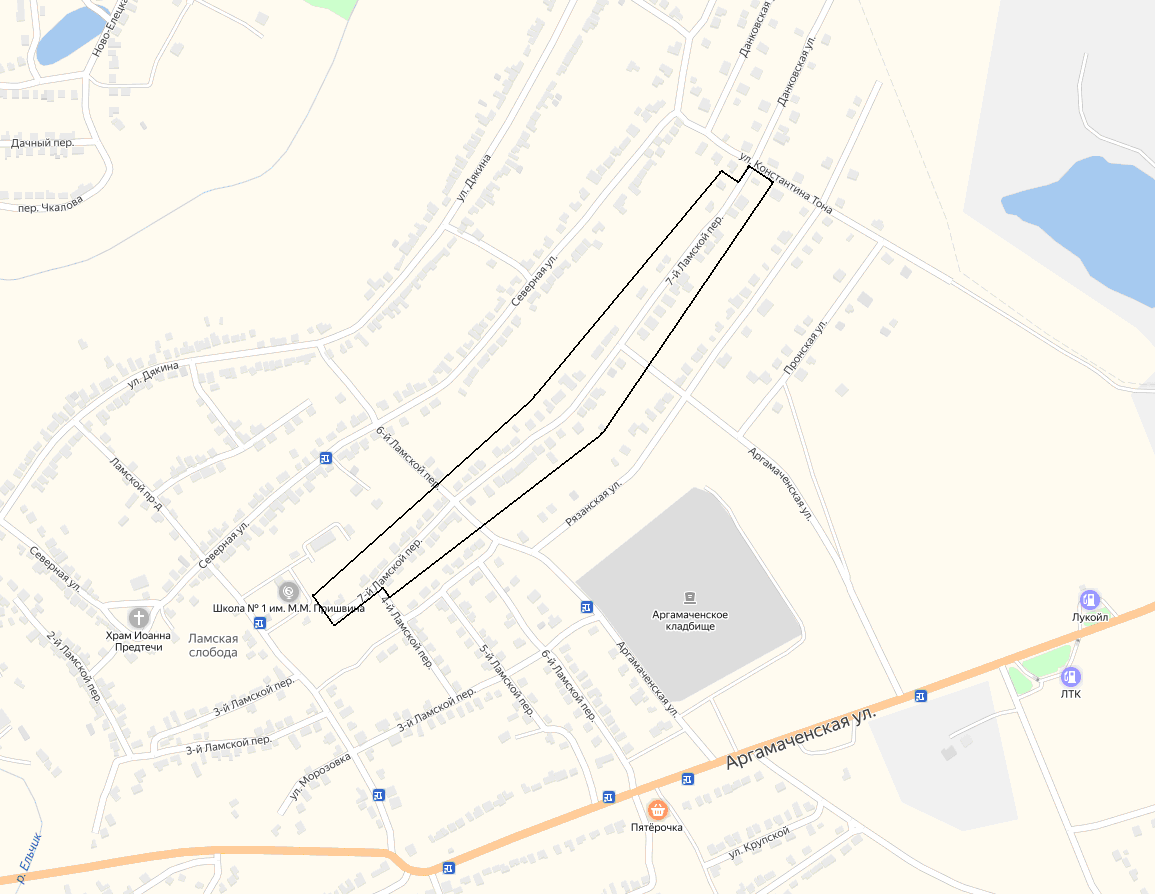 Ново-Елецка
Данковская у
Данковская ул.
Дачный пер.
ул. Дякина
ул. Константина Тона
пер. Чкалова
7-й Ламской пер.
Северная ул.
Пронская ул.
ул. Дякина
6-й Ламской пер.
Ламской пр-д
Аргамаченская ул.
Рязанская ул.
Северная ул.
Северная ул.
7-й Ламской пер.
Школа № 1 им. М.М. Пришвина
4-й Ламской пер.
Аргамаченское
кладбище
Лукойл
Храм Иоанна
Предтечи
Ламская
слобода
2-й Ламской пер.
5-й Ламской пер.
6-й Ламской пер.
Аргамаченская ул.
ЛТК
3-й Ламской пер.
3-й Ламской пер.
3-й Ламской пер.
Аргамаченская ул.
ул. Морозовка
Пятёрочка
ул. Крупской
р. Ельчик